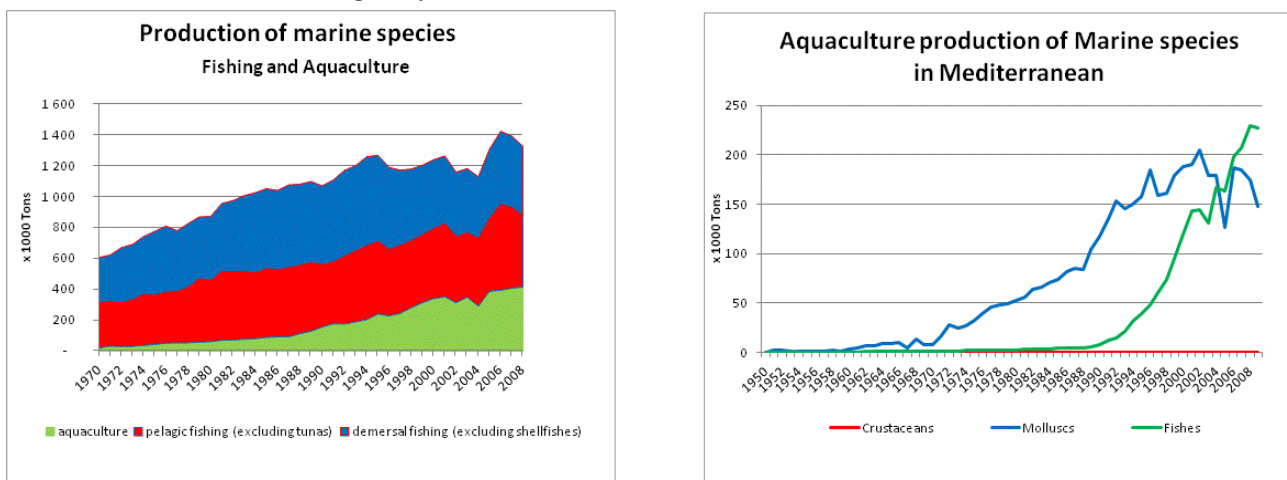 Production of marine species
Fishing and Aquaculture
1 600
1 400
1 200
1 000
800
600
400
200
-
x 1000 Tons
1970 1972 1974 1976 1978 1980 1982 1984 1986 1988 1990 1992 1994 1996 1998 2000 2002 2004 2006 2008
aquaculture pelagic fishing (excluding tunas) demersal fishing (excluding shellfishes)
Aquaculture production of Marine species
in Mediterranean
250
200
150
100
50
0
x 1000 Tons
1950 1952 1954 1956 1958 1960 1962 1964 1966 1968 1970 1972 1974 1976 1978 1980 1982 1984 1986 1988 1990 1992 1994 1996 1998 2000 2002 2004 2006 2008
Crustaceans Molluscs Fishes